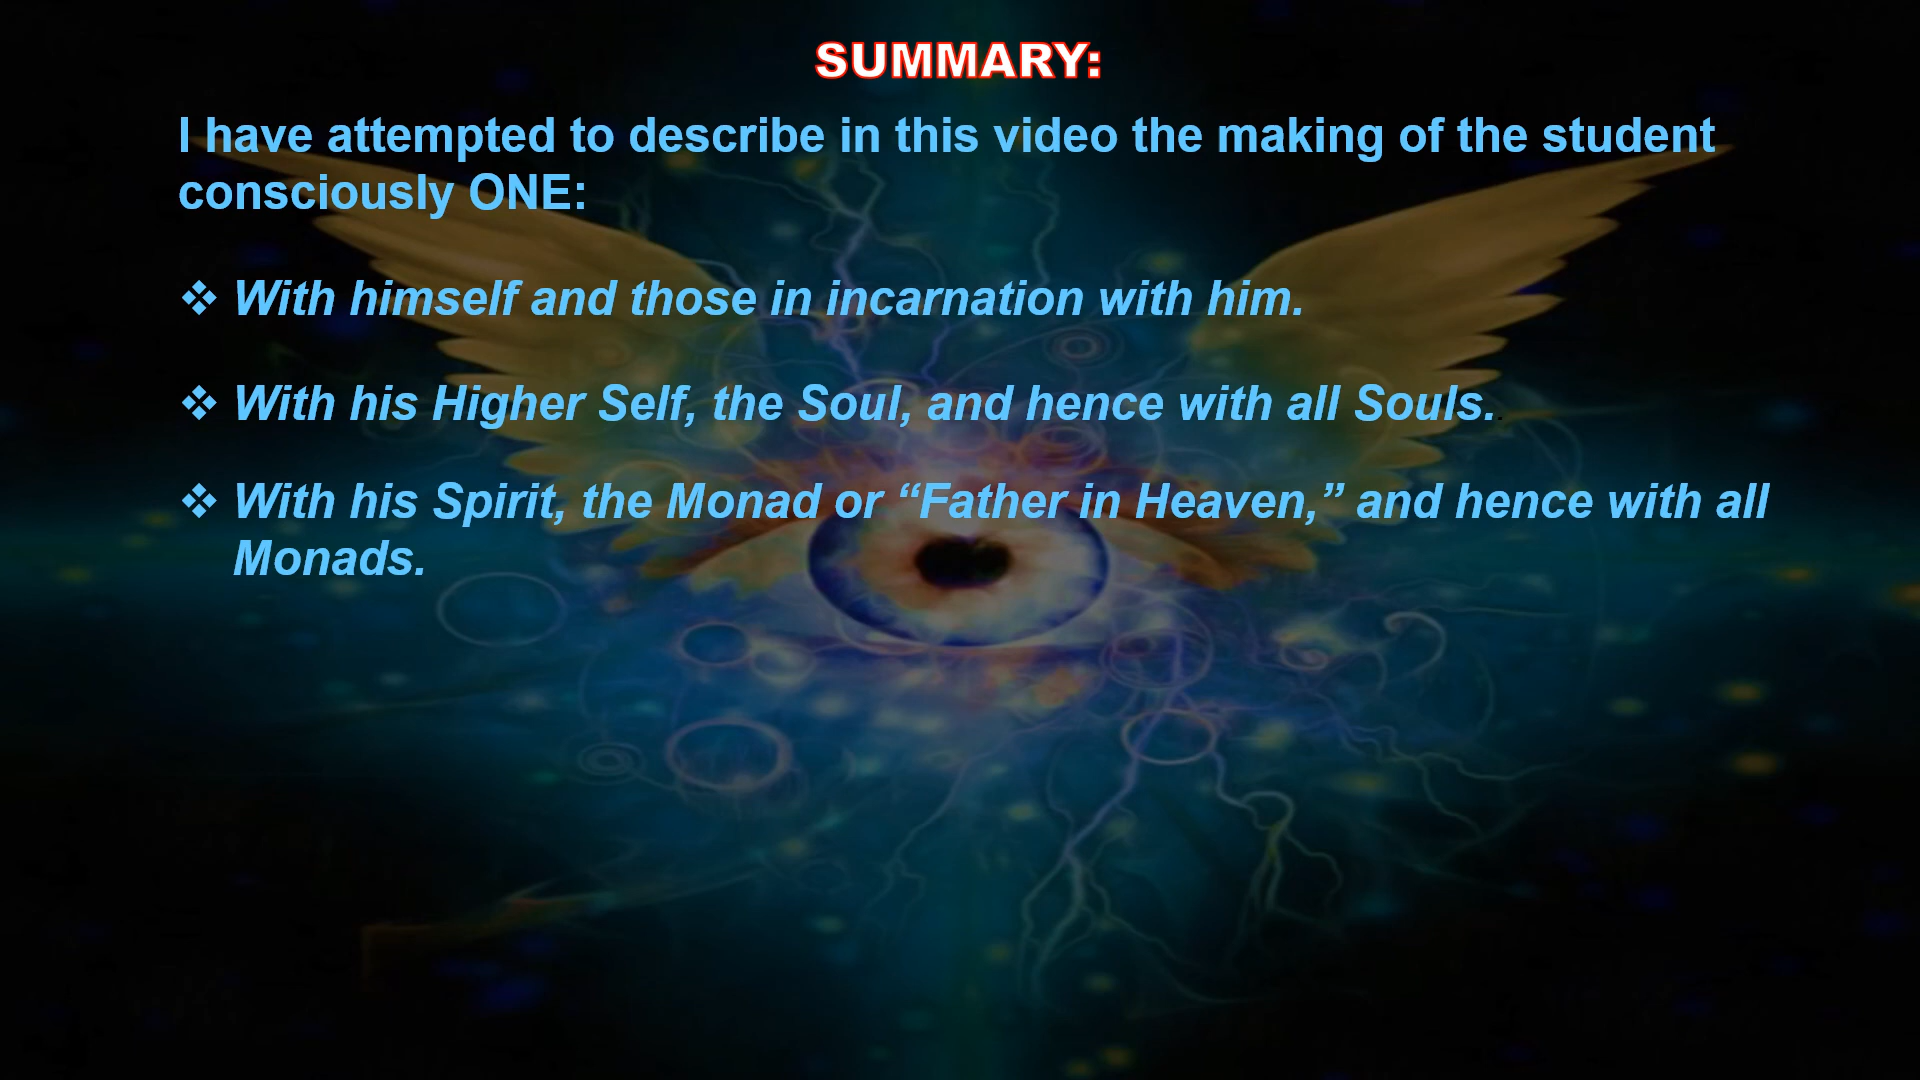 SUMMARY:
I have attempted to describe in this video the making of the student
consciously ONE:
❖ With himself and those in incarnation with him.
❖ With his Higher Self, the Soul, and hence with all Souls..
❖ With his Spirit, the Monad or “Father in Heaven,” and hence with all
Monads.